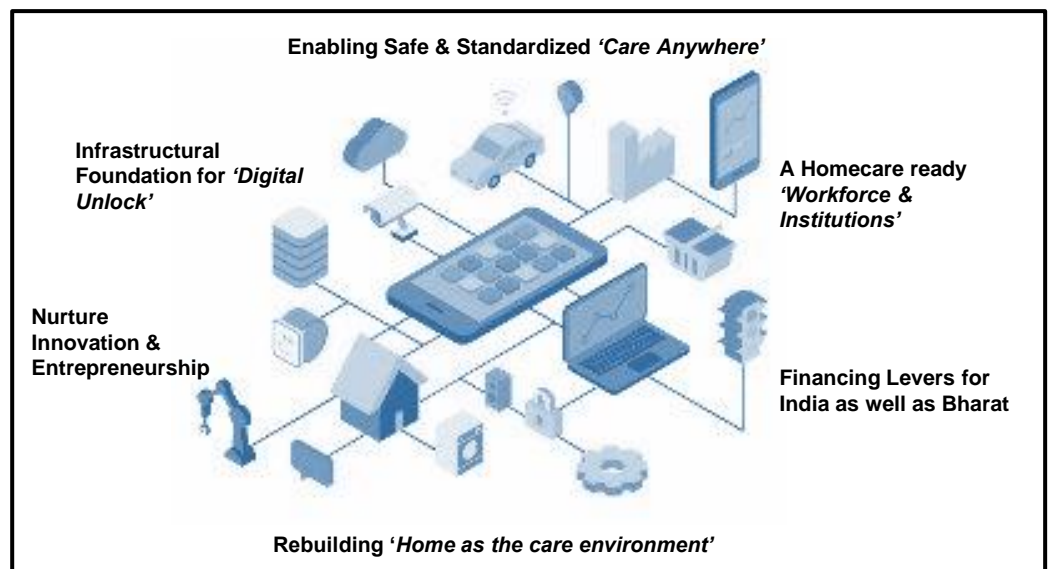 Enabling Safe & Standardized ‘Care Anywhere’
Infrastructural
Foundation for ‘Digital
Unlock’
A Homecare ready
‘Workforce &
Institutions’
Nurture
Innovation &
Entrepreneurship
Financing Levers for
India as well as Bharat
Rebuilding ‘Home as the care environment’